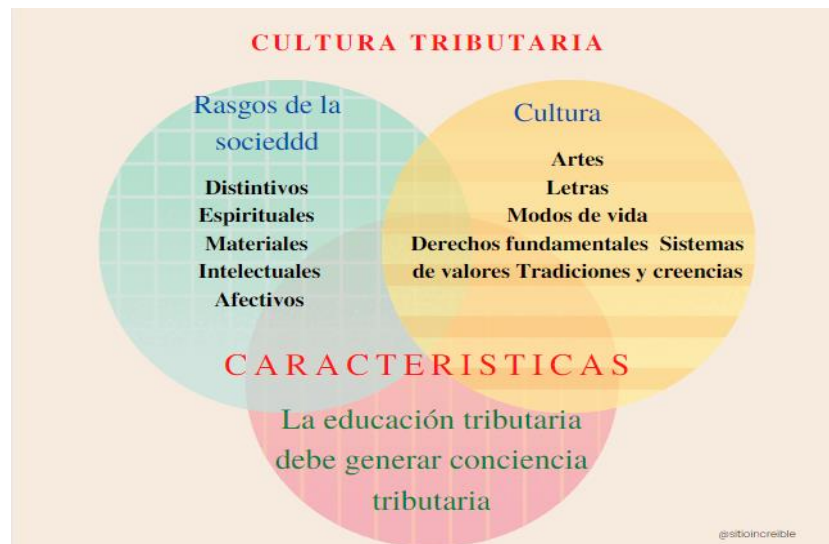 CULTURA TRIBUTARIA
Rasgos de la
socieddd
Distintivos
Espirituales
Materiales
Intelectuales
Afectivos
Cultura
Artes
Letras
Modos de vida
Derechos fundamentales Sistemas
de valores Tradiciones y creencias
CARACTERISTICAS
La educación tributaria
debe generar conciencia
tributaria
@sitioincreible